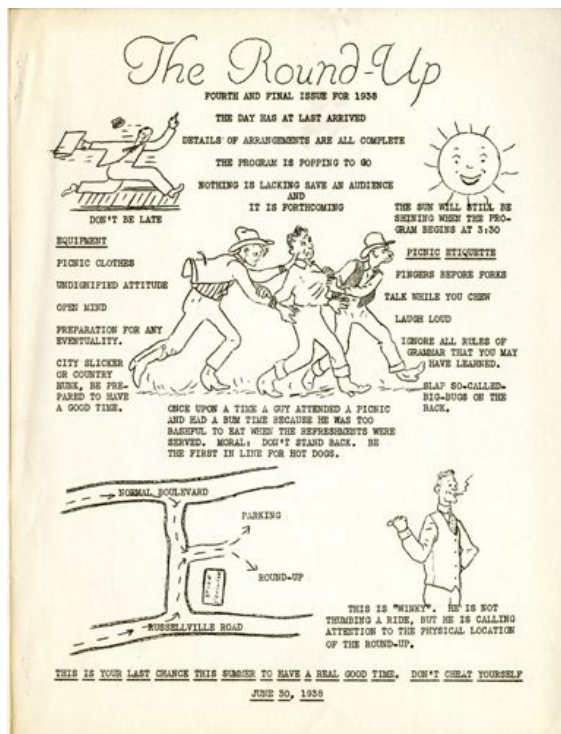 The Round-Up
FOURTH AND FINAL ISSUE FOR 1938
THE DAY HAS AT LAST ARRIVED
DETAILS OF ARRANGEMENTS ARE ALL COMPLETE
THE PROGRAM IS POPPING TO GO
NOTHING IS LACKING SAVE AN AUDIENCE
AND
IT IS FORTHCOMING
DON'T BE LATE
THE SUN WILL STILL BE
SHINING WHEN THE PRO-
GRAM BEGINS AT 3:30
EQUIPMENT
PICNIC CLOTHES
UNDIGNIFIED ATTITUDE
OPEN MIND
PREPARATION FOR ANY
EVENTUALITY.
CITY SLICKER
OR COUNTRY
HUNK, BE PRE-
PARED TO HAVE
A GOOD TIME.
PICNIC ETIQUETTE
FINGERS BEFORE FORKS
TALK WHILE YOU CHEW
LAUGH LOUD
IGNORE ALL RULES OF
GRAMMAR THAT YOU MAY
HAVE LEARNED.
SLAP SO-CALLED-
BIG-BUGS ON THE
BACK.
ONCE UPON A TIME A GUY ATTENDED A PICNIC
AND HAD A BUM TIME BECAUSE HE WAS TOO
BASHFUL TO EAT WHEN THE REFRESHMENTS WERE
SERVED. MORAL: DON'T STAND BACK. BE
THE FIRST IN LINE FOR HOT DOGS.
NORMAL BOULEVARD
PARKING
ROUND-UP
RUSSELLVILLE ROAD
THIS IS "WINKY". HE IS NOT
THUMBING A RIDE, BUT HE IS CALLING
ATTENTION TO THE PHYSICAL LOCATION
OF THE ROUND-UP.
THIS IS YOUR LAST CHANCE THIS SUMMER TO HAVE A REAL GOOD TIME. DON'T CHEAT YOURSELF
JUNE 30, 1938